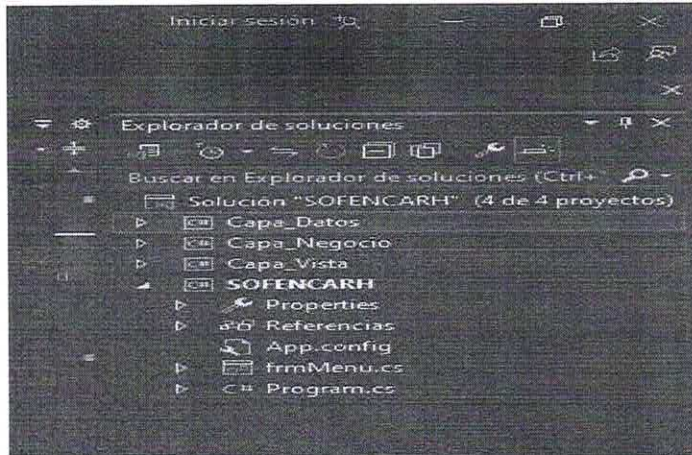 Iniciar sesión
Explorador de soluciones
Buscar en Explorador de soluciones (Ctrl+
Solución "SOFENCARH" (4 de 4 proyectos)
C# Capa_Datos
C# Capa_Negocio
C# Capa_Vista
C# SOFENCARH
Properties
Referencias
App.config
frmMenu.cs
C# Program.cs